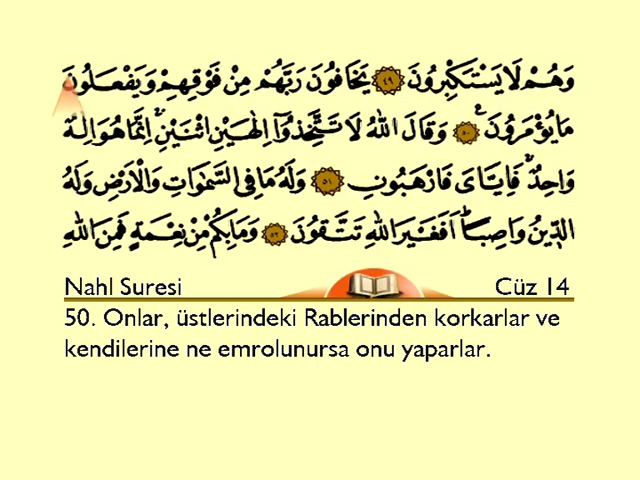 وَهُمْ لَا يَسْتَكْبِرُونَ ﴿٤٩﴾ يَخَافُونَ رَبَّهُمْ مِنْ فَوْقِهِمْ وَيَفْعَلُونَ
مَا يُؤْمَرُونَ ﴿٥٠﴾ وَقَالَ اللّٰهُ لَا تَتَّخِذُٓوا اِلٰهَيْنِ اثْنَيْنِۚ اِنَّمَا هُوَ اِلٰهٌ
وَاحِدٌۚ فَاِيَّايَ فَارْهَبُونِ ﴿٥١﴾ وَلَهُ مَا فِي السَّمٰوَاتِ وَالْاَرْضِ وَلَهُ
الدّ۪ينُ وَاصِبًاۜ اَفَغَيْرَ اللّٰهِ تَتَّقُونَ ﴿٥٢﴾ وَمَا بِكُمْ مِنْ نِعْمَةٍ فَمِنَ اللّٰهِ
Nahl Suresi Cüz 14
50. Onlar, üstlerindeki Rablerinden korkarlar ve
kendilerine ne emrolunursa onu yaparlar.